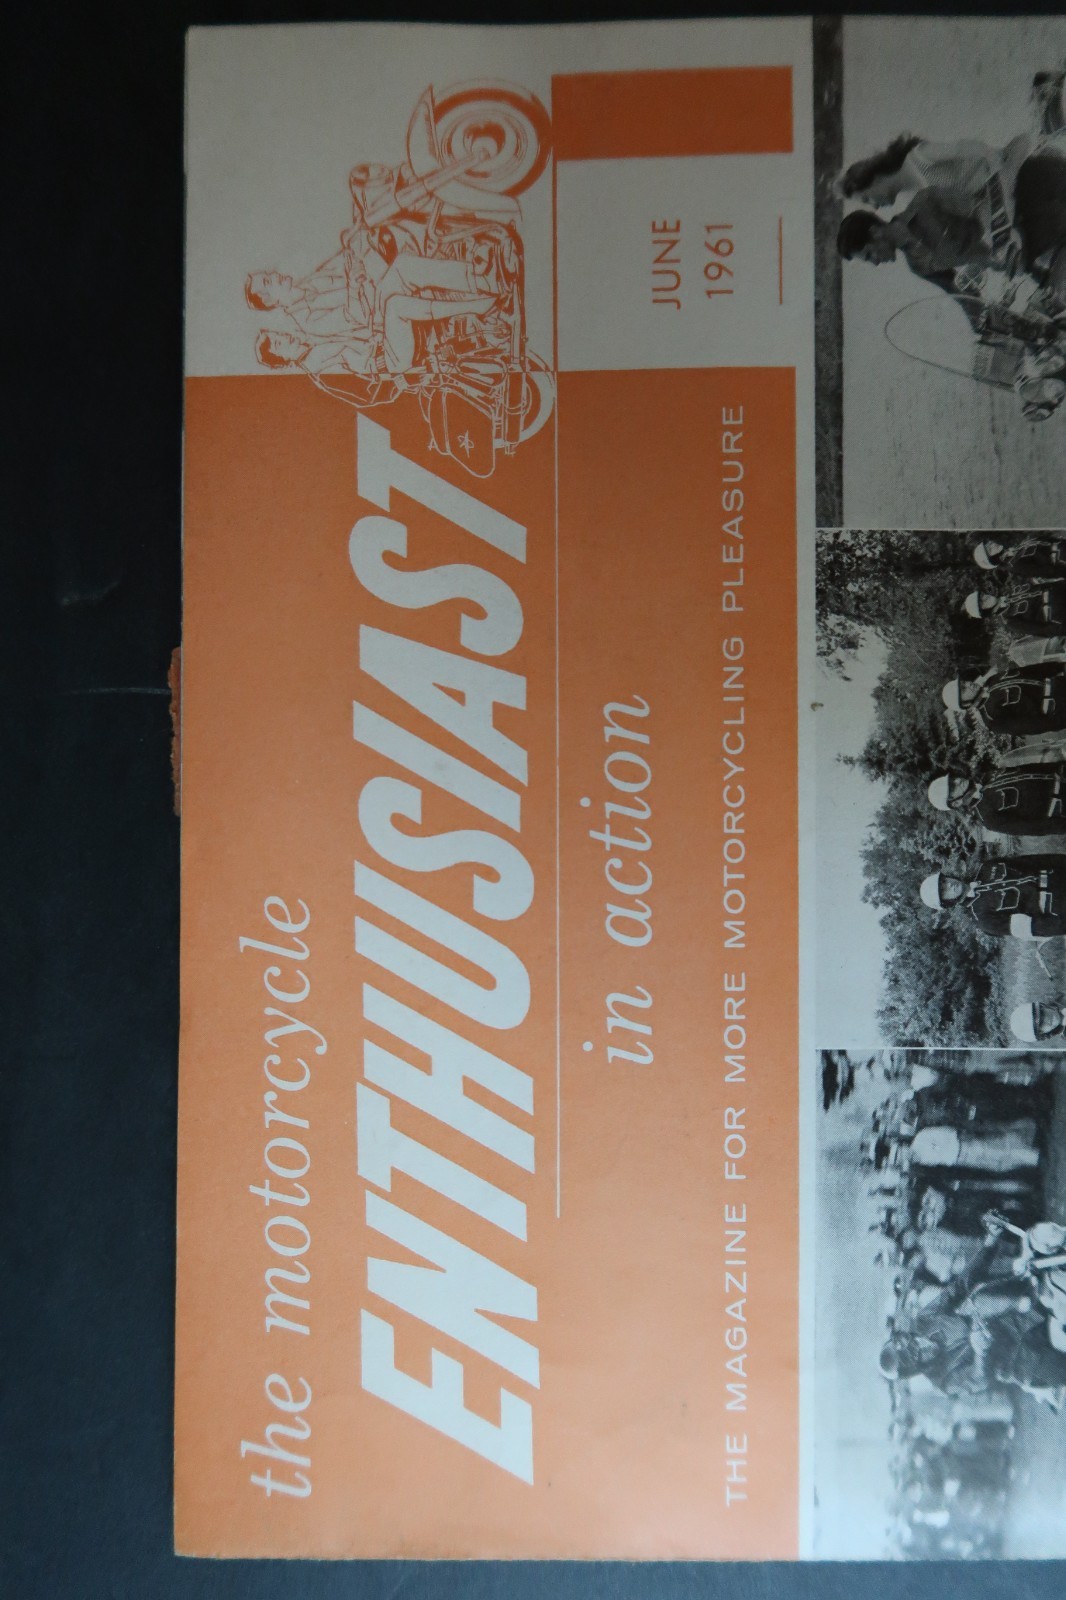 the motorcycle
ENTHUSIAST
in action
JUNE
1961
THE MAGAZINE FOR MORE MOTORCYCLING PLEASURE